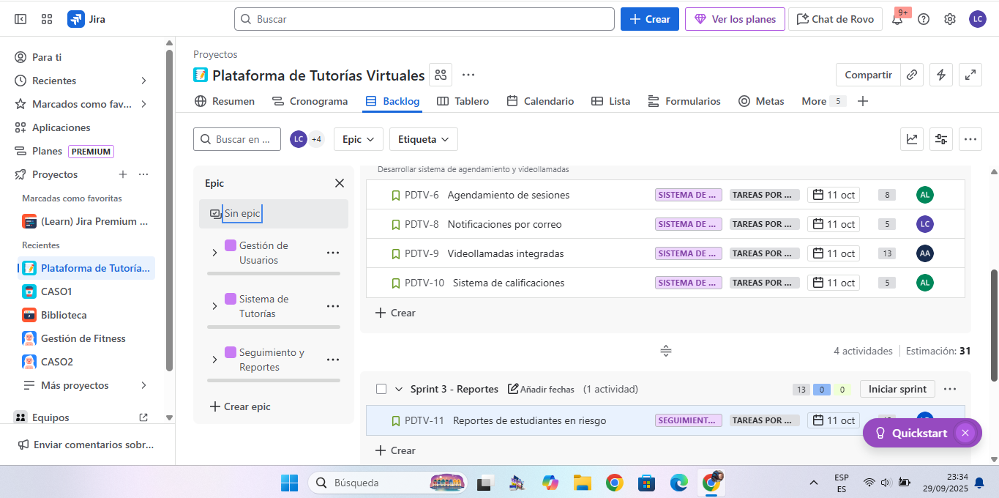 Jira
Buscar
Crear
Ver los planes
Chat de Rovo
9+
LC
Para ti
Recientes
Marcados como fav...
Aplicaciones
Planes PREMIUM
Proyectos
Marcadas como favoritas
(Learn) Jira Premium ...
Recientes
Plataforma de Tutoría...
CASO1
Biblioteca
Gestión de Fitness
CASO2
Más proyectos
Equipos
Enviar comentarios sobr...
Proyectos
Plataforma de Tutorías Virtuales
Compartir
Resumen Cronograma Backlog Tablero Calendario Lista Formularios Metas More 5
Buscar en ... LC +4 Epic Etiqueta
Epic
Sin epic
Gestión de
Usuarios
Sistema de
Tutorías
Seguimiento y
Reportes
Crear epic
Desarrollar sistema de agendamiento y videollamadas
PDTV-6 Agendamiento de sesiones SISTEMA DE ... TAREAS POR ... 11 oct 8 AL
PDTV-8 Notificaciones por correo SISTEMA DE ... TAREAS POR ... 11 oct 5 LC
PDTV-9 Videollamadas integradas SISTEMA DE ... TAREAS POR ... 11 oct 13 AA
PDTV-10 Sistema de calificaciones SISTEMA DE ... TAREAS POR ... 11 oct 5 AL
Crear
4 actividades Estimación: 31
Sprint 3 - Reportes Añadir fechas (1 actividad) 13 0 0 Iniciar sprint
PDTV-11 Reportes de estudiantes en riesgo SEGUIMIENT... TAREAS POR ... 11 oct
Quickstart
Crear
Búsqueda
ESP
ES
23:34
29/09/2025